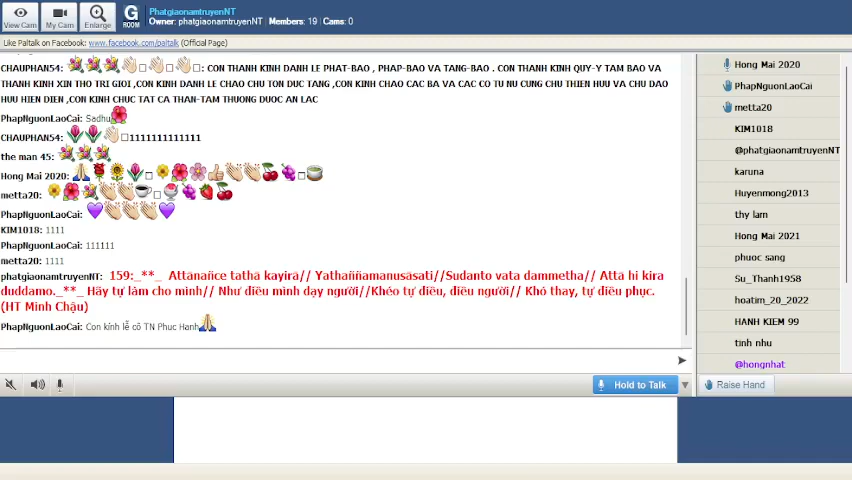 View Cam
My Cam
Enlarge
G
ROOM
PhatgiaonamtruyenNT
Owner: phatgiaonamtruyenNT | Members: 19 | Cams: 0
Like Paltalk on Facebook: www.facebook.com/paltalk (Official Page)
CHAUPHAN54: : CON THANH KINH DANH LE PHAT-BAO , PHAP-BAO VA TANG-BAO . CON THANH KINH QUY-Y TAM BAO VA
THANH KINH XIN THO TRI GIOI ,CON KINH DANH LE CHAO CHU TON DUC TANG ,CON KINH CHAO CAC BA VA CAC CO TU NU CUNG CHU THIEN HUU VA CHU DAO
HUU HIEN DIEN ,CON KINH CHUC TAT CA THAN-TAM THUONG DUOC AN LAC
PhapNguonLaoCai: Sadhu
CHAUPHAN54: 1111111111111
the man 45:
Hong Mai 2020:
metta20:
PhapNguonLaoCai:
KIM1018: 1111
PhapNguonLaoCai: 111111
metta20: 1111
phatgiaonamtruyenNT: 159:_**_ Attānañce tathā kayirā// Yathaññamanusāsati//Sudanto vata dammetha// Attā hi kira
duddamo._**_ Hãy tự làm cho mình// Như điều mình dạy người//Khéo tự điều, điều người// Khó thay, tự điều phục.
(HT Minh Châu)
PhapNguonLaoCai: Con kính lễ cô TN Phuc Hanh
Hold to Talk
Hong Mai 2020
PhapNguonLaoCai
metta20
KIM1018
@phatgiaonamtruyenNT
karuna
Huyenmong2013
thy lam
Hong Mai 2021
phuoc sang
Su_Thanh1958
hoatim_20_2022
HANH KIEM 99
tinh nhu
@hongnhat
Raise Hand